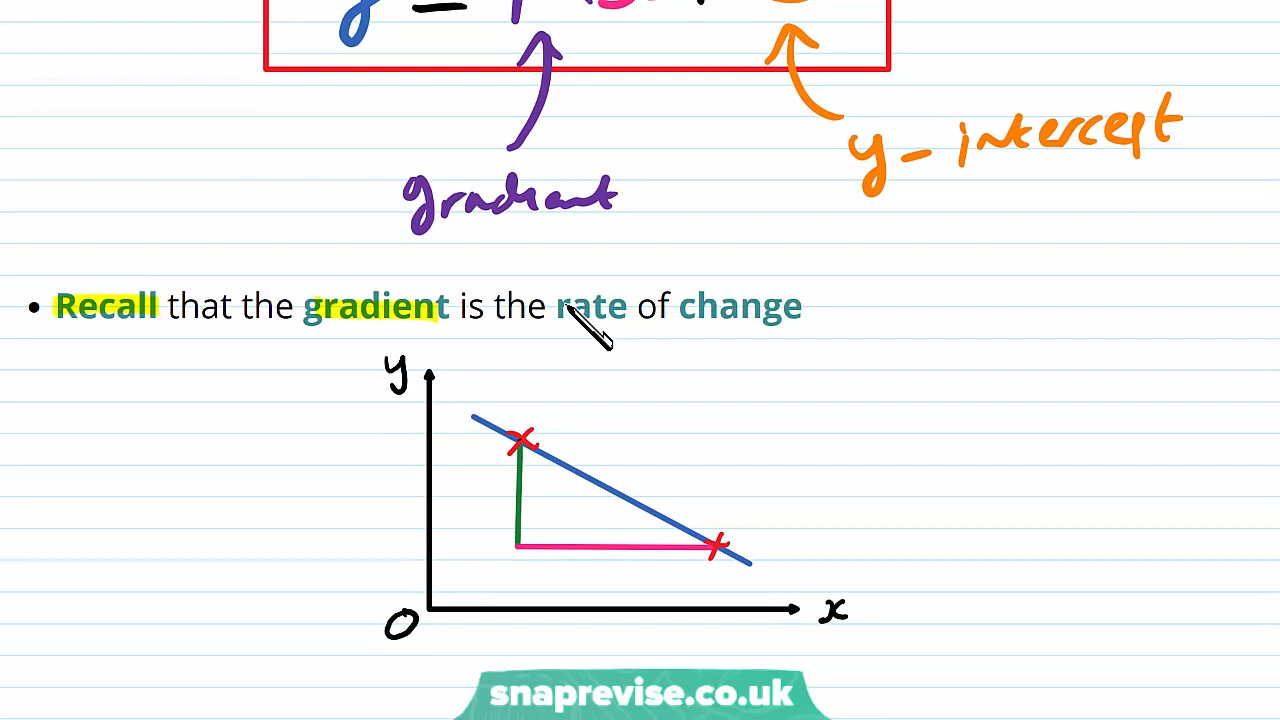 y - intercept
gradient
• Recall that the gradient is the rate of change
y
O
x
snaprevise.co.uk